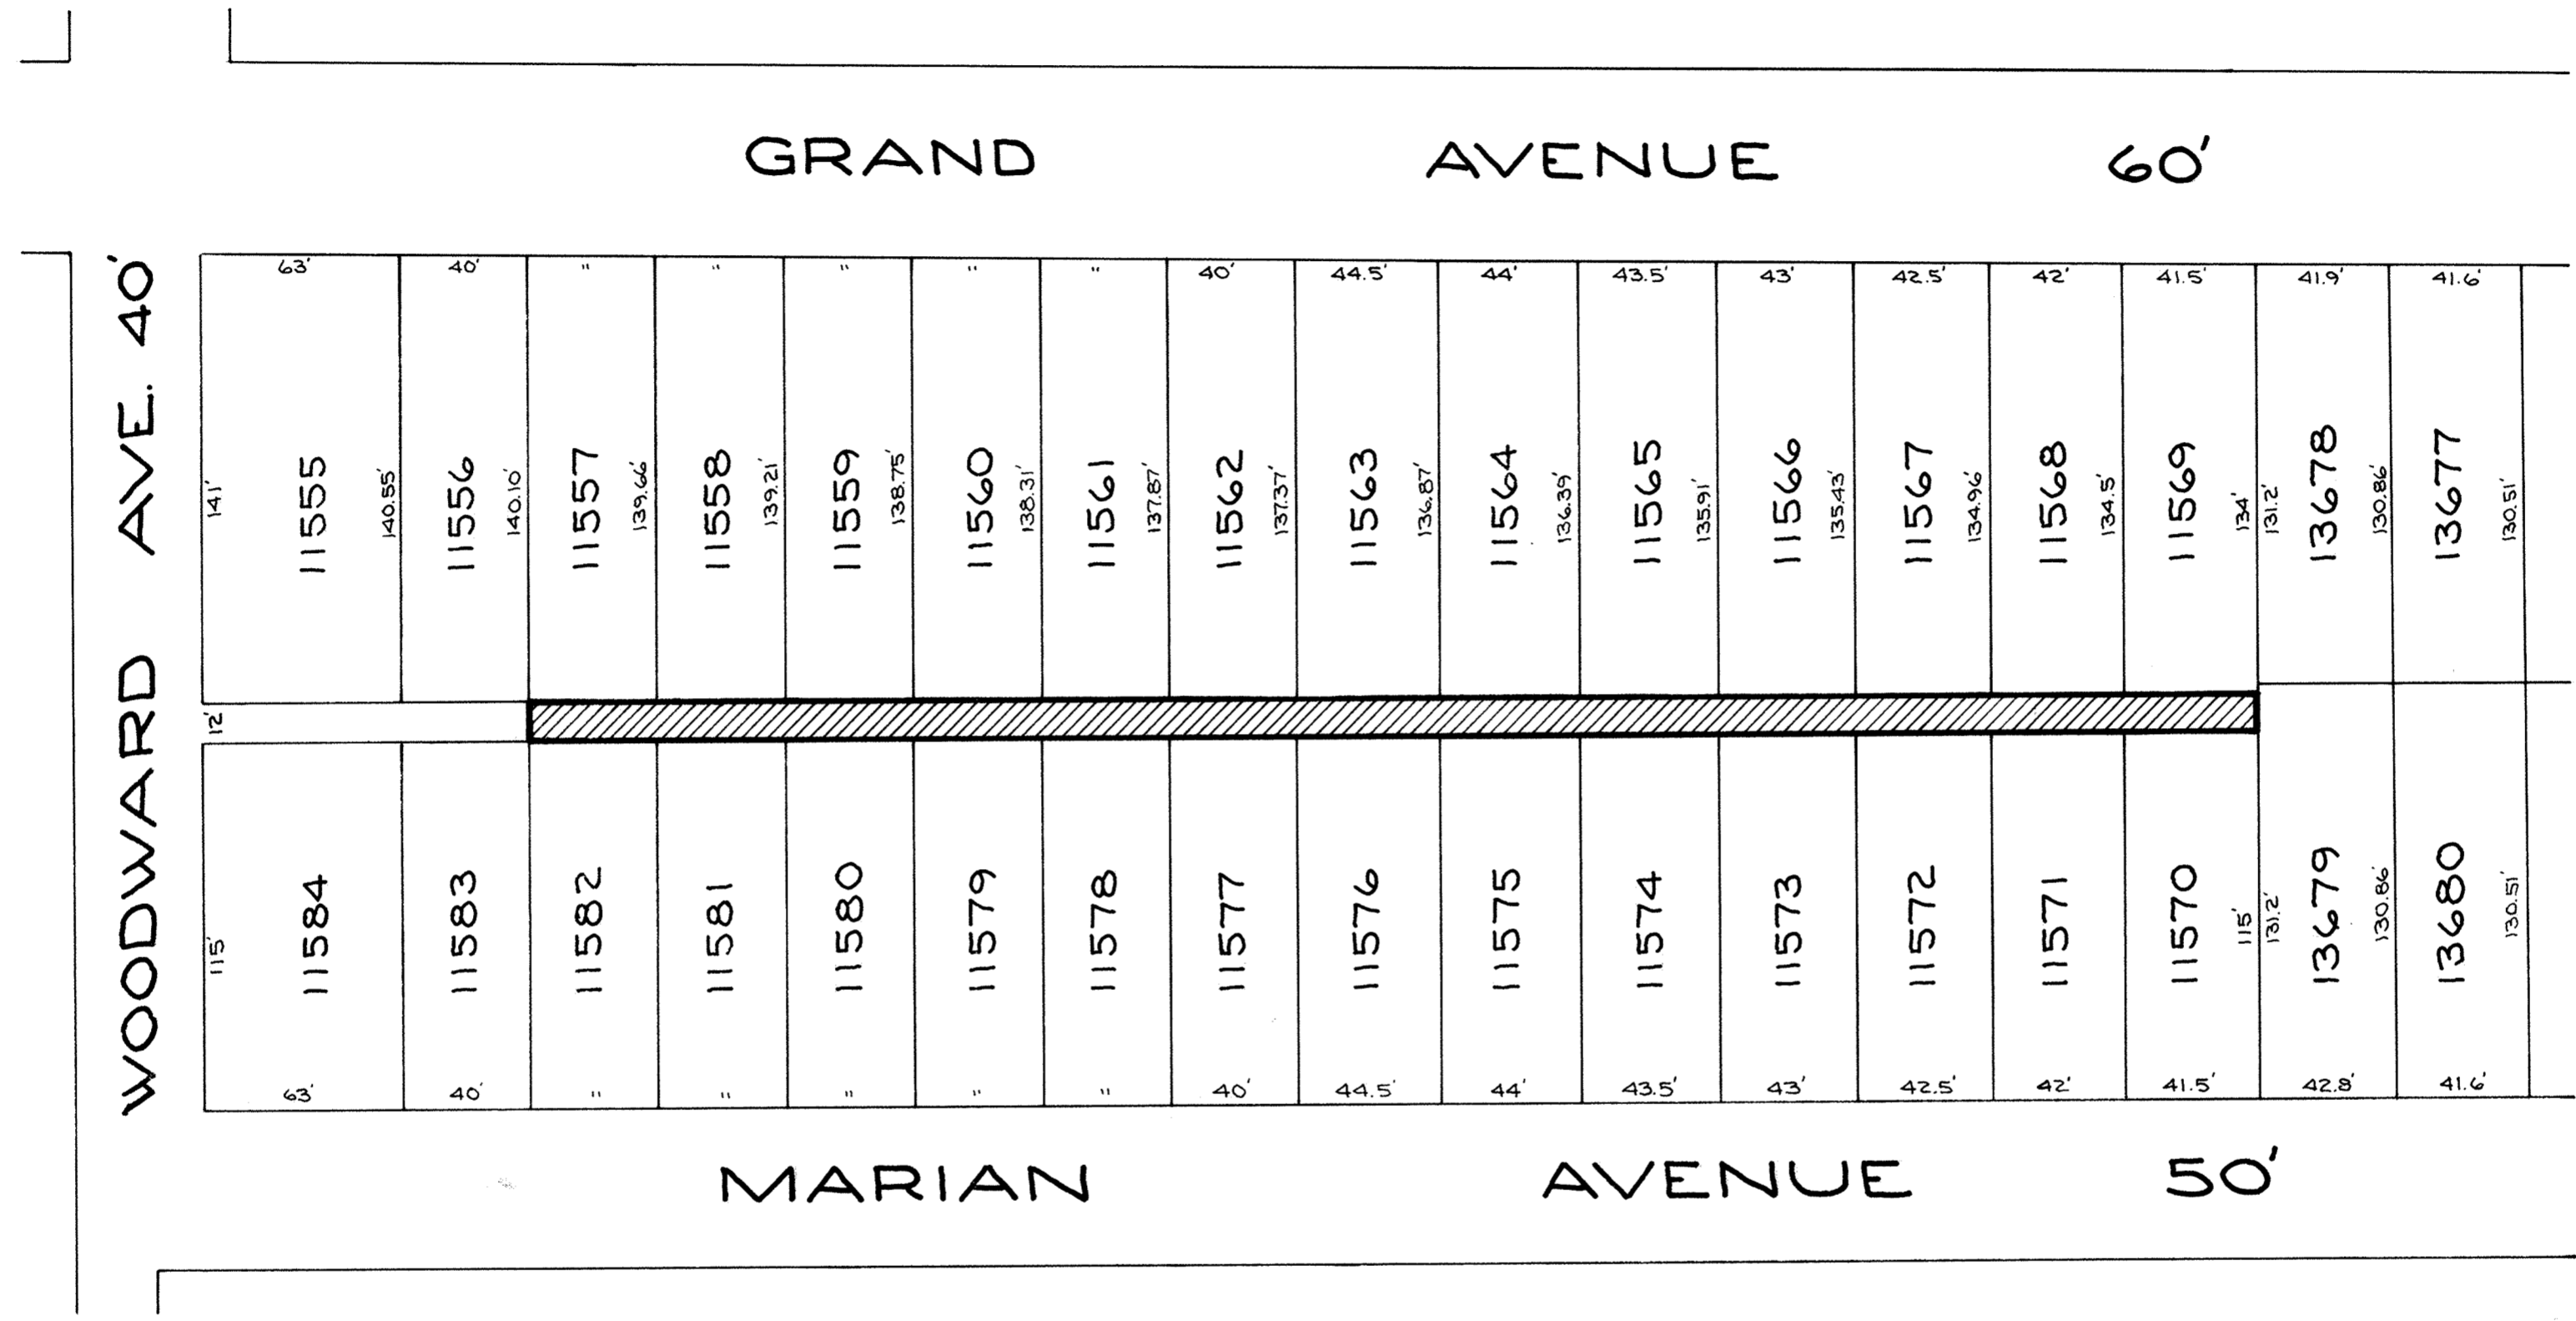 GRAND AVENUE 60'
WOODWARD AVE. 40'
63' 40' " " " " " 40' 44.5' 44' 43.5' 43' 42.5' 42' 41.5' 41.9' 41.6'
141' 11555 140.55' 11556 140.10' 11557 139.66' 11558 139.21' 11559 138.75' 11560 138.31' 11561 137.87' 11562 137.37' 11563 136.87' 11564 136.39' 11565 135.91' 11566 135.43' 11567 134.96' 11568 134.5' 11569 134' 131.2' 13678 130.86' 13677 130.51'
12'
115' 11584 11583 11582 11581 11580 11579 11578 11577 11576 11575 11574 11573 11572 11571 11570 115' 131.2' 13679 130.86' 13680 130.51'
63' 40' " " " " " 40' 44.5' 44' 43.5' 43' 42.5' 42' 41.5' 42.8' 41.6'
MARIAN AVENUE 50'